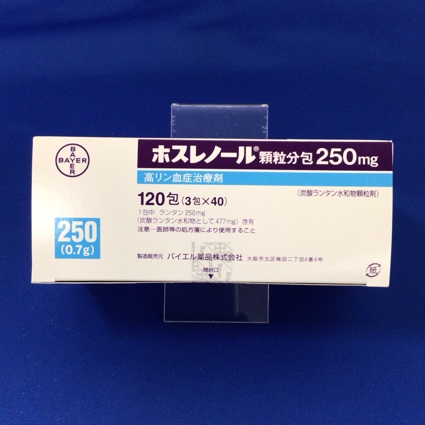 BAYER
BAYER
ホスレノール®顆粒分包250mg
高リン血症治療剤
120包(3包×40)
(炭酸ランタン水和物顆粒剤)
1包中 ランタン250mg
(炭酸ランタン水和物として477mg)含有
注意-医師等の処方箋により使用すること
250
(0.7g)
製造販売元 バイエル薬品株式会社 大阪市北区梅田二丁目4番9号
開封口
▼
紙